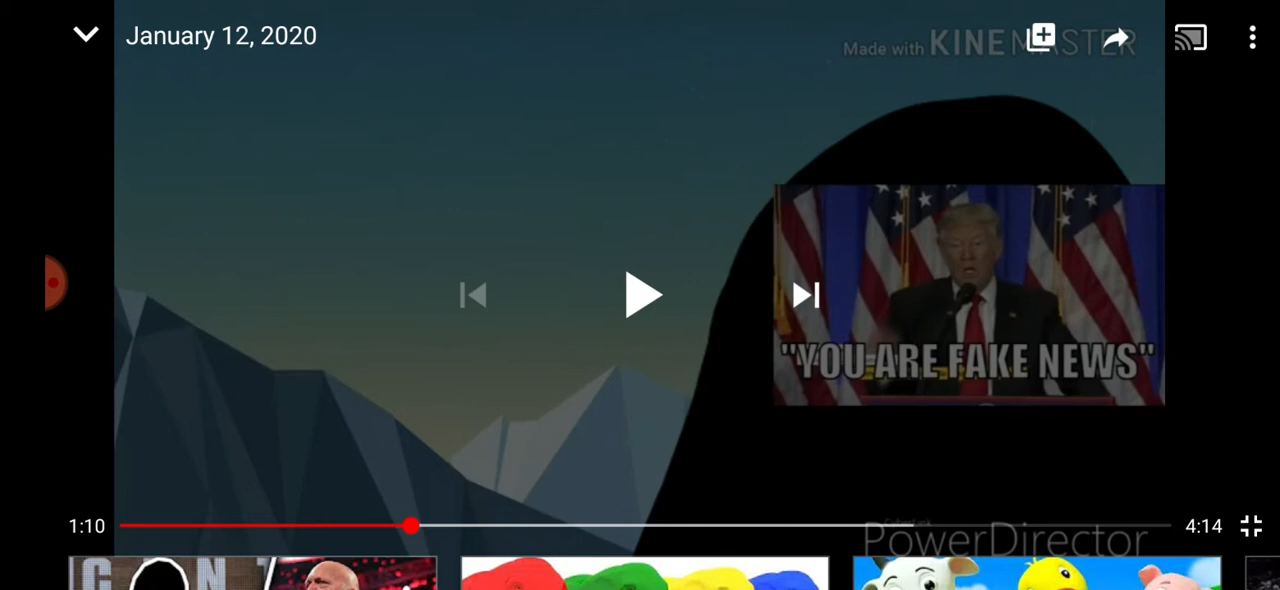 January 12, 2020
Made with KINEMASTER
"YOU ARE FAKE NEWS"
1:10
4:14
PowerDirector
C N T